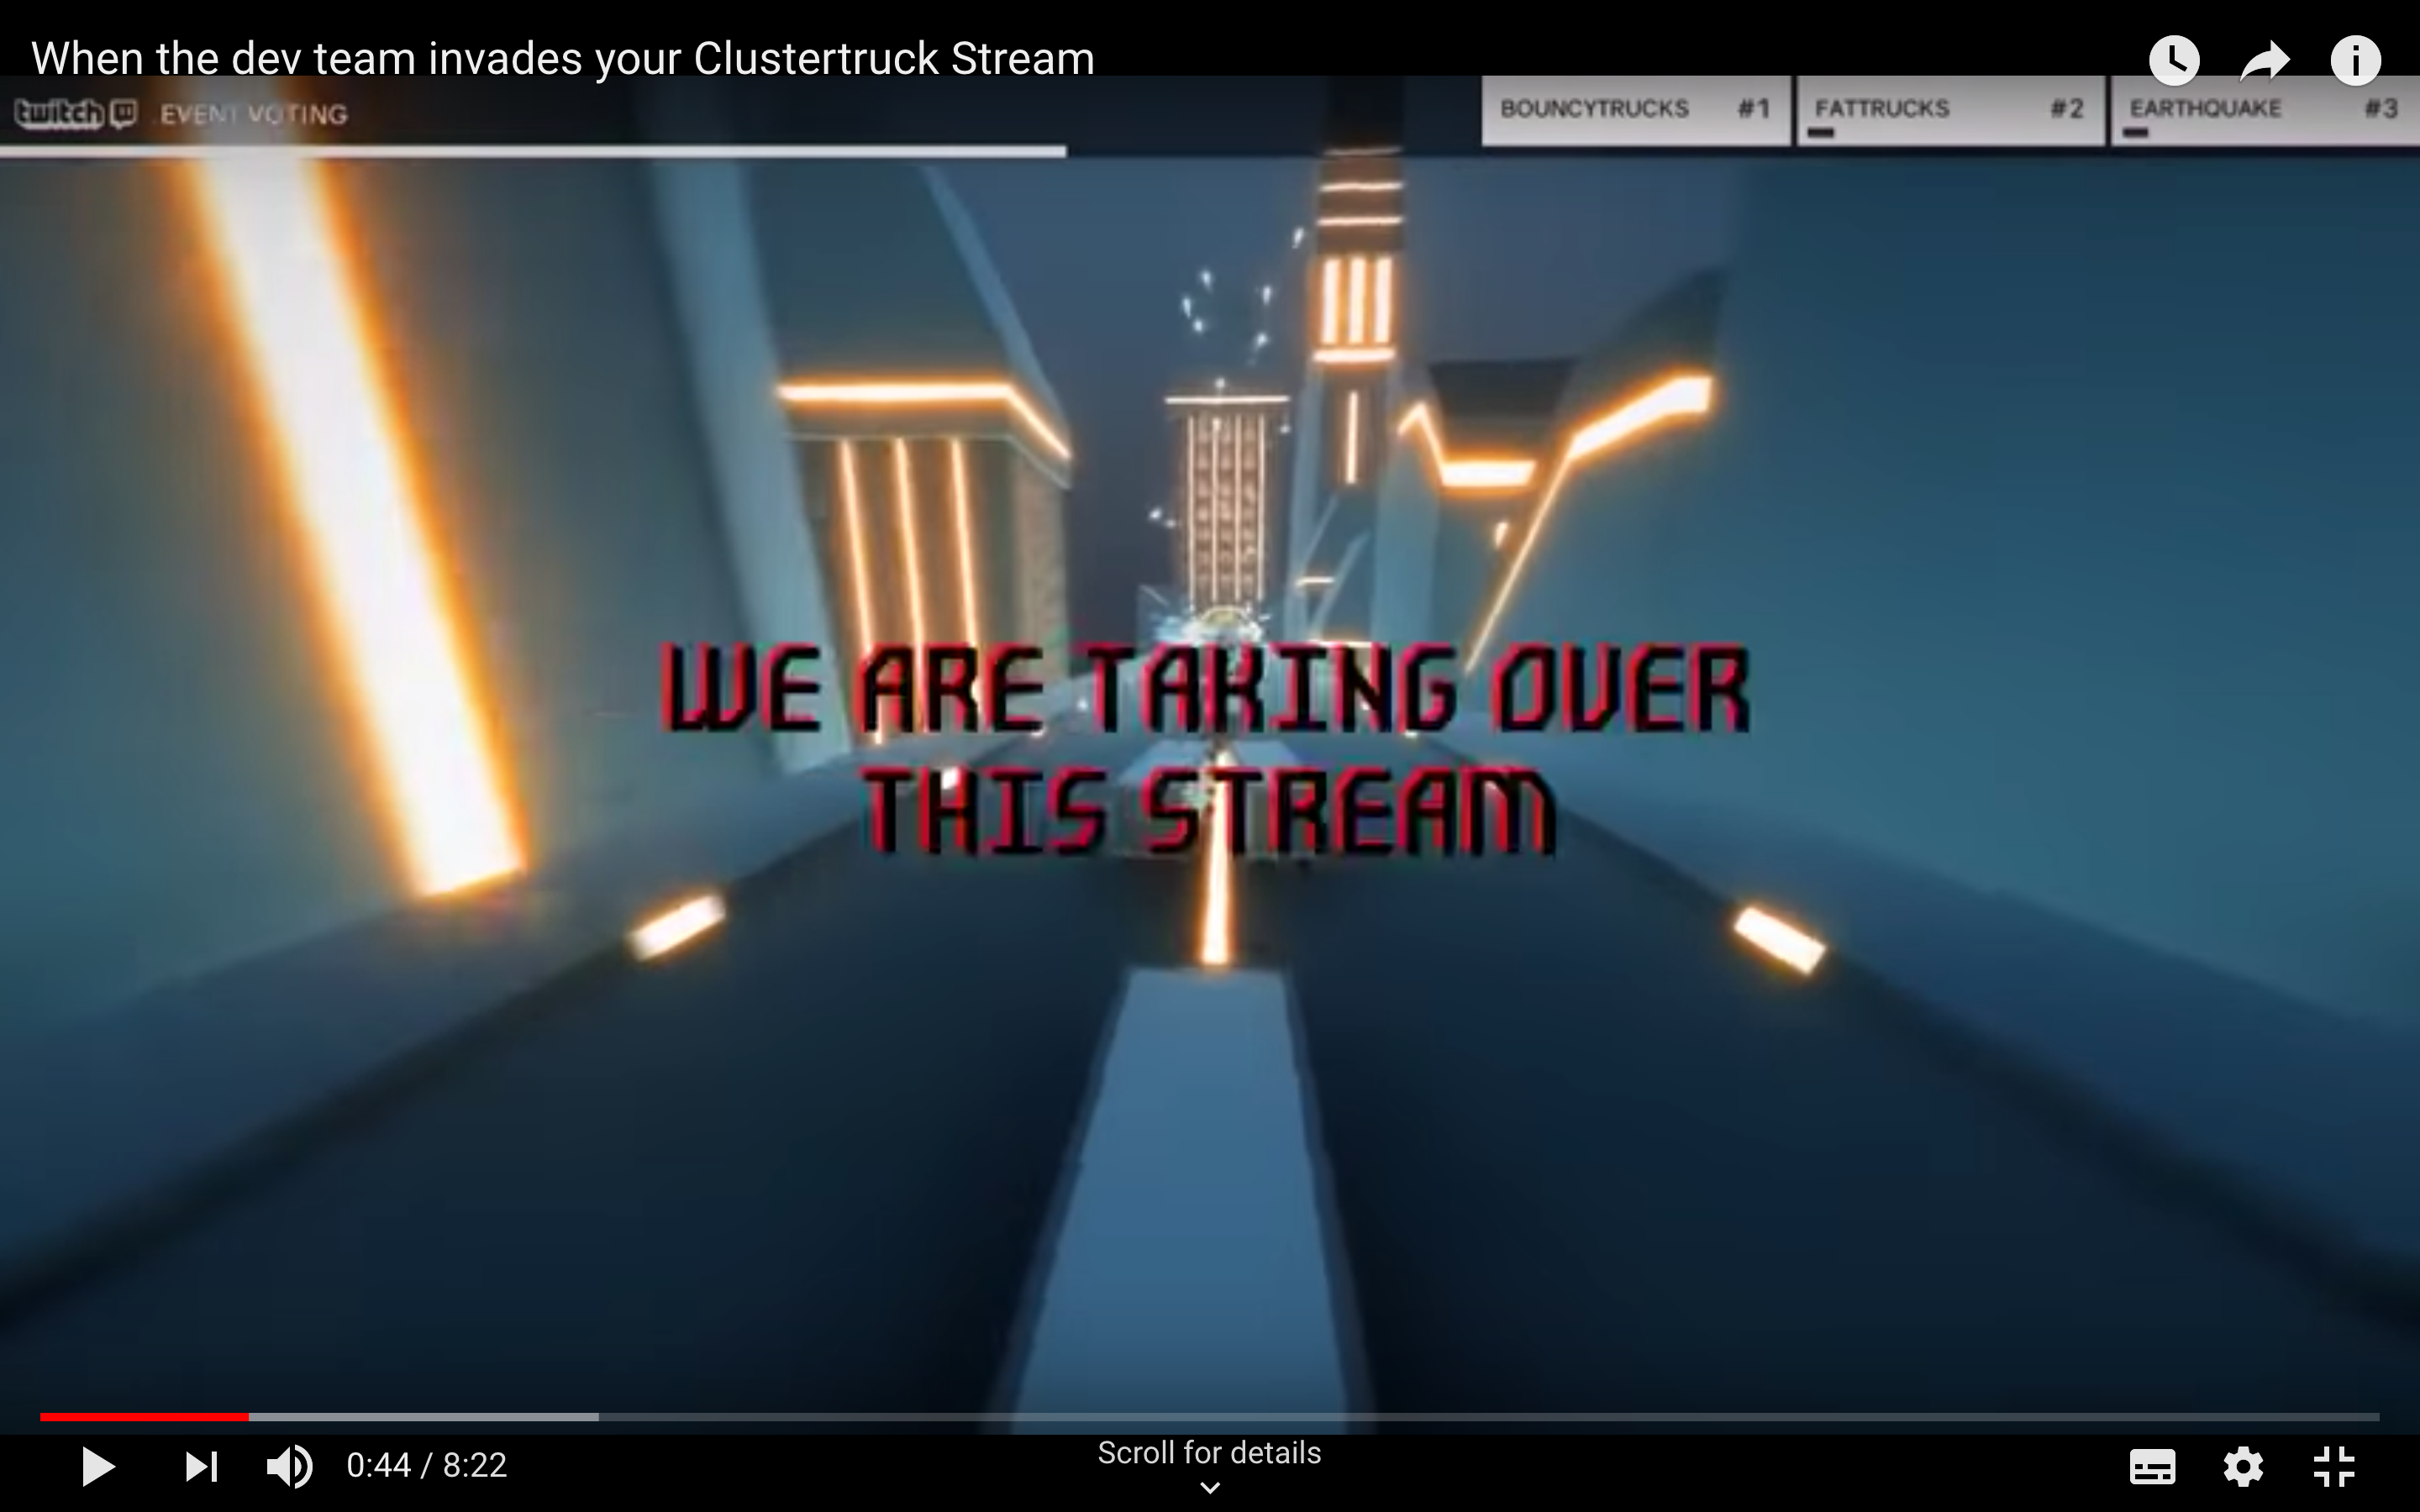 When the dev team invades your Clustertruck Stream
twitch EVENT VOTING
BOUNCYTRUCKS #1
FATTRUCKS #2
EARTHQUAKE #3
WE ARE TAKING OVER
THIS STREAM
0:44 / 8:22
Scroll for details